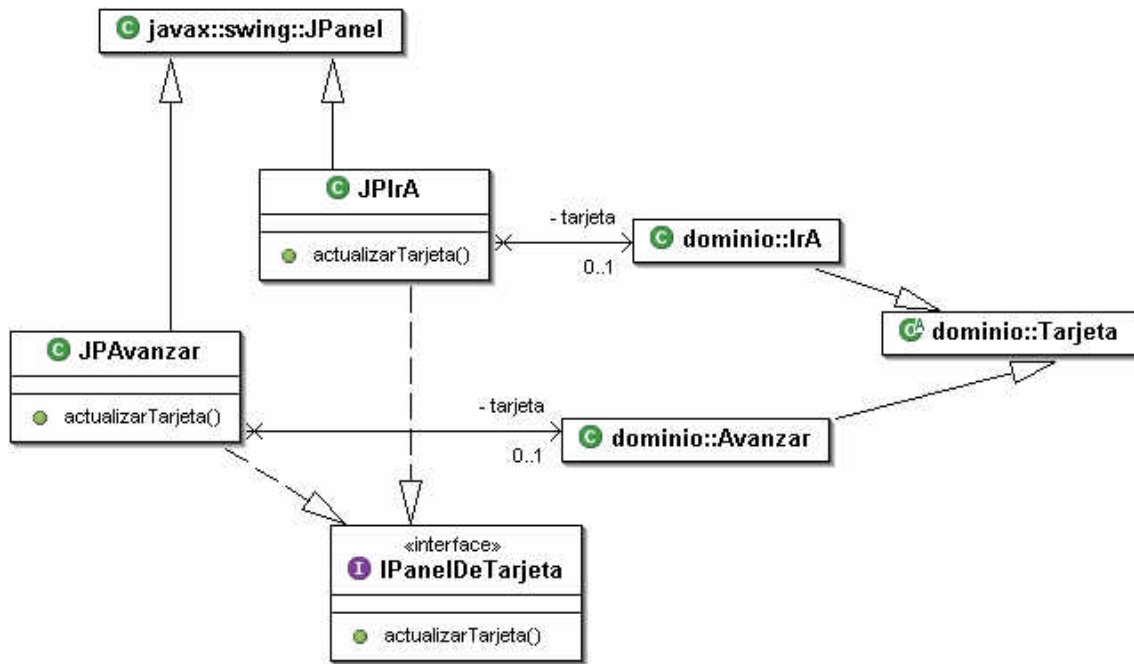 javax::swing::JPanel
JPIrA
actualizarTarjeta()
- tarjeta
0..1
dominio::IrA
dominio::Tarjeta
JPAvanzar
actualizarTarjeta()
- tarjeta
0..1
dominio::Avanzar
«interface»
IPanelDeTarjeta
actualizarTarjeta()